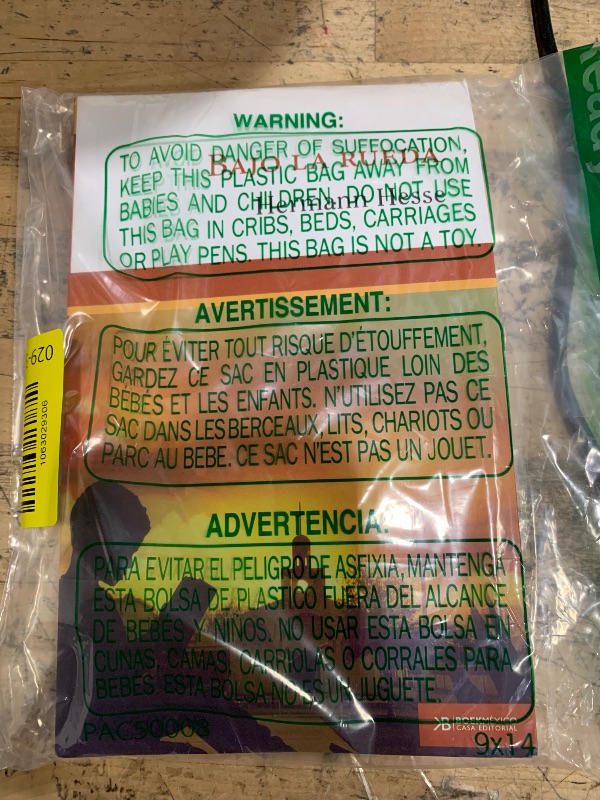 WARNING:
TO AVOID DANGER OF SUFFOCATION,
KEEP THIS PLASTIC BAG AWAY FROM
BABIES AND CHILDREN. DO NOT USE
THIS BAG IN CRIBS, BEDS, CARRIAGES
OR PLAY PENS. THIS BAG IS NOT A TOY.
BAJO LA RUEDA
Hermann Hesse
AVERTISSEMENT:
POUR ÉVITER TOUT RISQUE D'ÉTOUFFEMENT,
GARDEZ CE SAC EN PLASTIQUE LOIN DES
BEBÉS ET LES ENFANTS. N'UTILISEZ PAS CE
SAC DANS LES BERCEAUX, LITS, CHARIOTS OU
PARC AU BEBE. CE SAC N'EST PAS UN JOUET.
029-
1063029306
ADVERTENCIA:
PARA EVITAR EL PELIGRO DE ASFIXIA, MANTENGA
ESTA BOLSA DE PLASTICO FUERA DEL ALCANCE
DE BEBÉS Y NIÑOS. NO USAR ESTA BOLSA EN
CUNAS, CAMAS, CARRIOLAS O CORRALES PARA
BEBÉS. ESTA BOLSA NO ES UN JUGUETE.
PAC50008
KB BOEKMÉXICO
CASA EDITORIAL
9x14